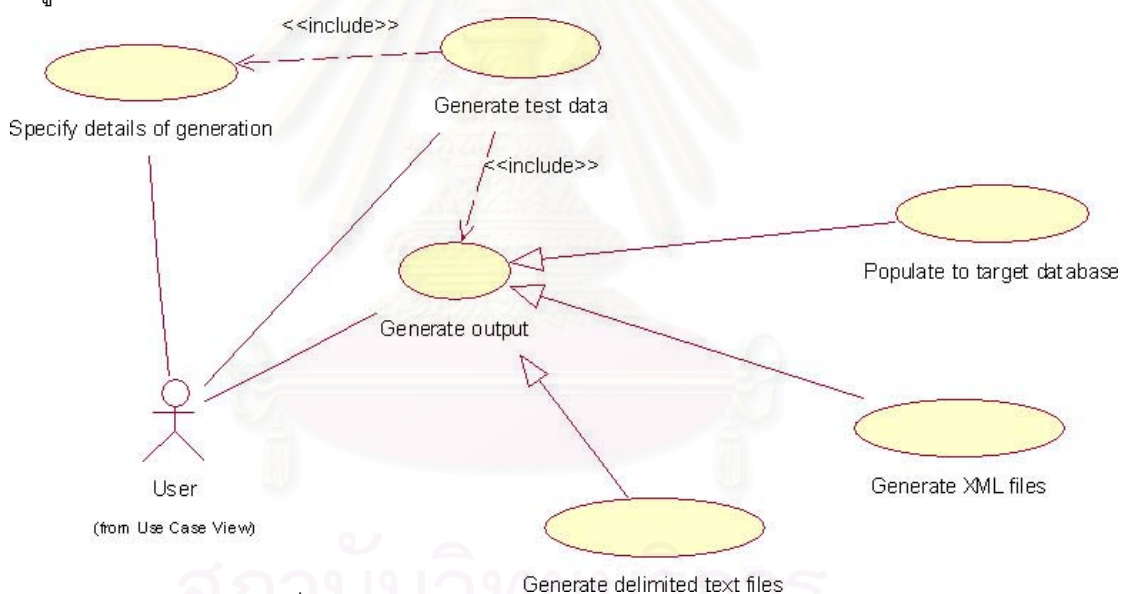 <<include>>
Generate test data
Specify details of generation
<<include>>
Populate to target database
Generate output
Generate XML files
User
(from Use Case View)
Generate delimited text files